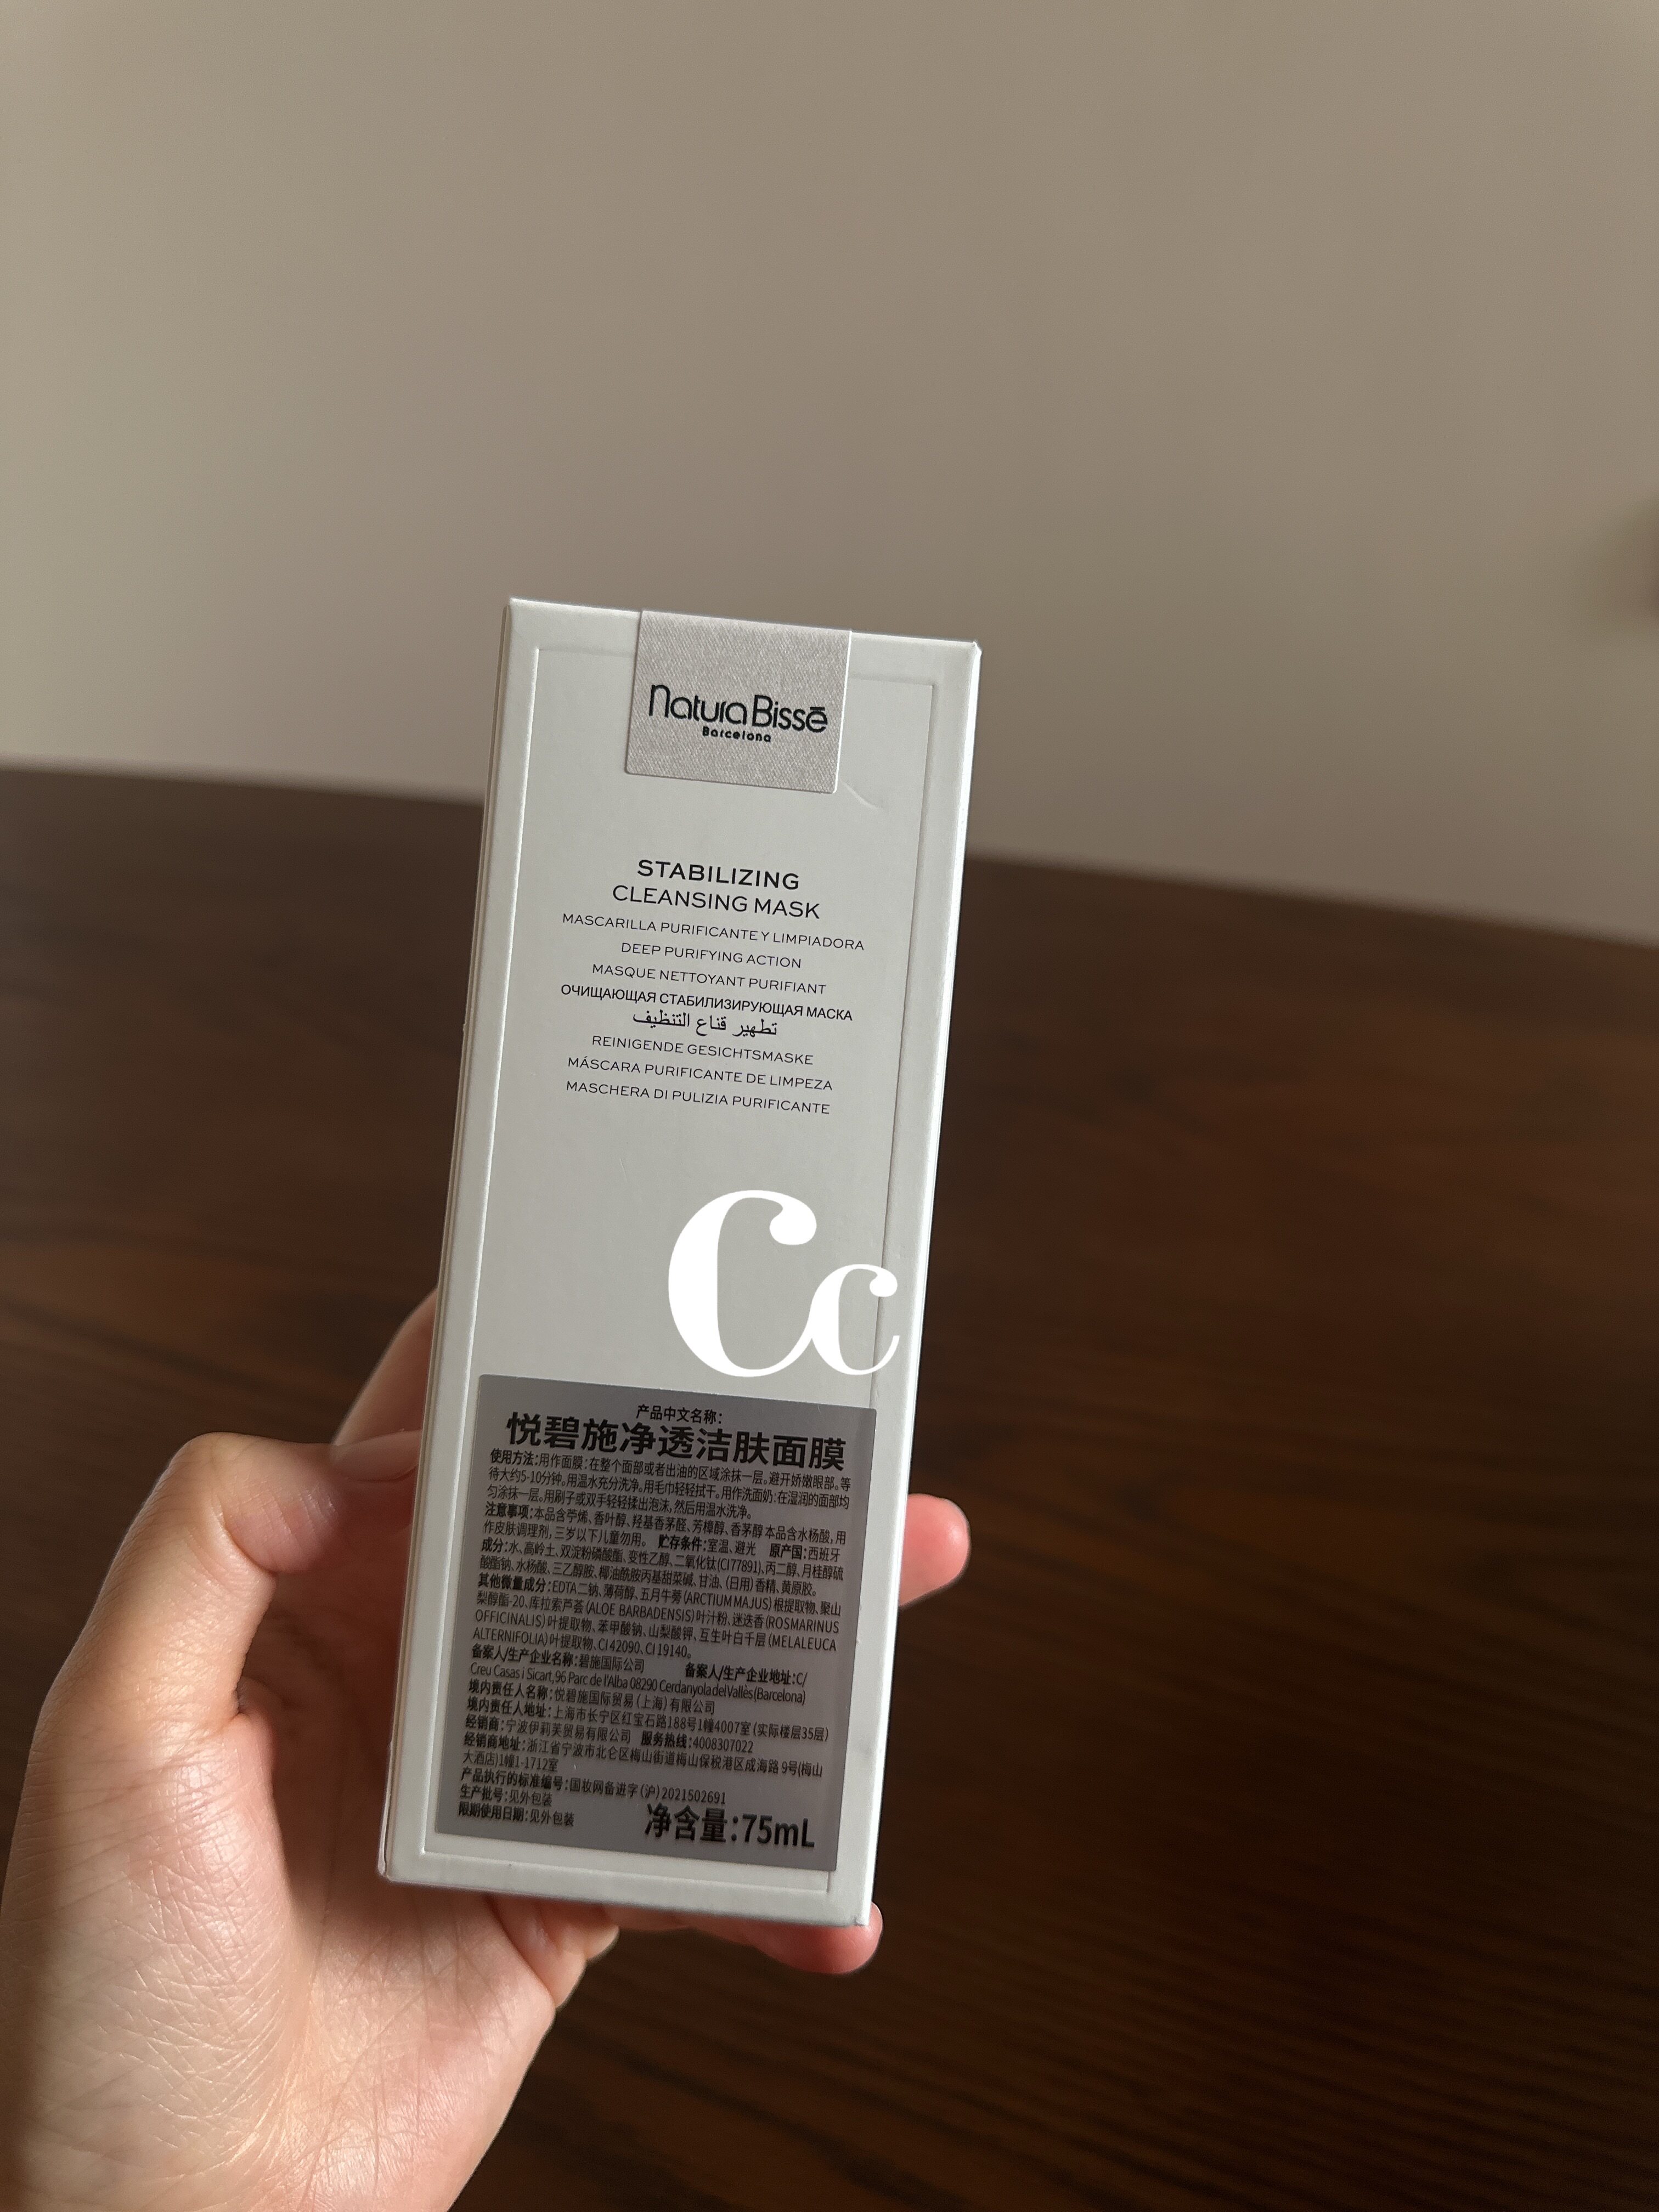 Natura Bissé
Barcelona
STABILIZING
CLEANSING MASK
MASCARILLA PURIFICANTE Y LIMPIADORA
DEEP PURIFYING ACTION
MASQUE NETTOYANT PURIFIANT
ОЧИЩАЮЩАЯ СТАБИЛИЗИРУЮЩАЯ МАСКА
تطهير قناع التنظيف
REINIGENDE GESICHTSMASKE
MÁSCARA PURIFICANTE DE LIMPEZA
MASCHERA DI PULIZIA PURIFICANTE
Cc
产品中文名称：
悦碧施净透洁肤面膜
使用方法：用作面膜：在整个面部或者出油的区域涂抹一层。避开娇嫩眼部。等
待大约5-10分钟。用温水充分洗净。用毛巾轻轻拭干。用作洗面奶：在湿润的面部均
匀涂抹一层。用刷子或双手轻轻揉出泡沫，然后用温水洗净。
注意事项：本品含苧烯、香叶醇、羟基香茅醛、芳樟醇、香茅醇 本品含水杨酸，用
作皮肤调理剂，三岁以下儿童勿用。 贮存条件：室温、避光 原产国：西班牙
成分：水、高岭土、双淀粉磷酸酯、变性乙醇、二氧化钛(CI77891)、丙二醇、月桂醇硫
酸酯钠、水杨酸、三乙醇胺、椰油酰胺丙基甜菜碱、甘油、(日用)香精、黄原胶。
其他微量成分：EDTA二钠、薄荷醇、五月牛蒡(ARCTIUM MAJUS)根提取物、聚山
梨醇酯-20、库拉索芦荟(ALOE BARBADENSIS)叶汁粉、迷迭香(ROSMARINUS
OFFICINALIS)叶提取物、苯甲酸钠、山梨酸钾、互生叶白千层(MELALEUCA
ALTERNIFOLIA)叶提取物、CI 42090、CI 19140。
备案人/生产企业名称：碧施国际公司 备案人/生产企业地址：C/
Creu Casas i Sicart,96 Parc de l'Alba 08290 Cerdanyola del Vallès (Barcelona)
境内责任人名称：悦碧施国际贸易(上海)有限公司
境内责任人地址：上海市长宁区红宝石路188号1幢4007室(实际楼层35层)
经销商：宁波伊莉芙贸易有限公司 服务热线：4008307022
经销商地址：浙江省宁波市北仑区梅山街道梅山保税港区成海路9号(梅山
大酒店)1幢1-1712室
产品执行的标准编号：国妆网备进字(沪)2021502691
生产批号：见外包装
限期使用日期：见外包装
净含量：75mL